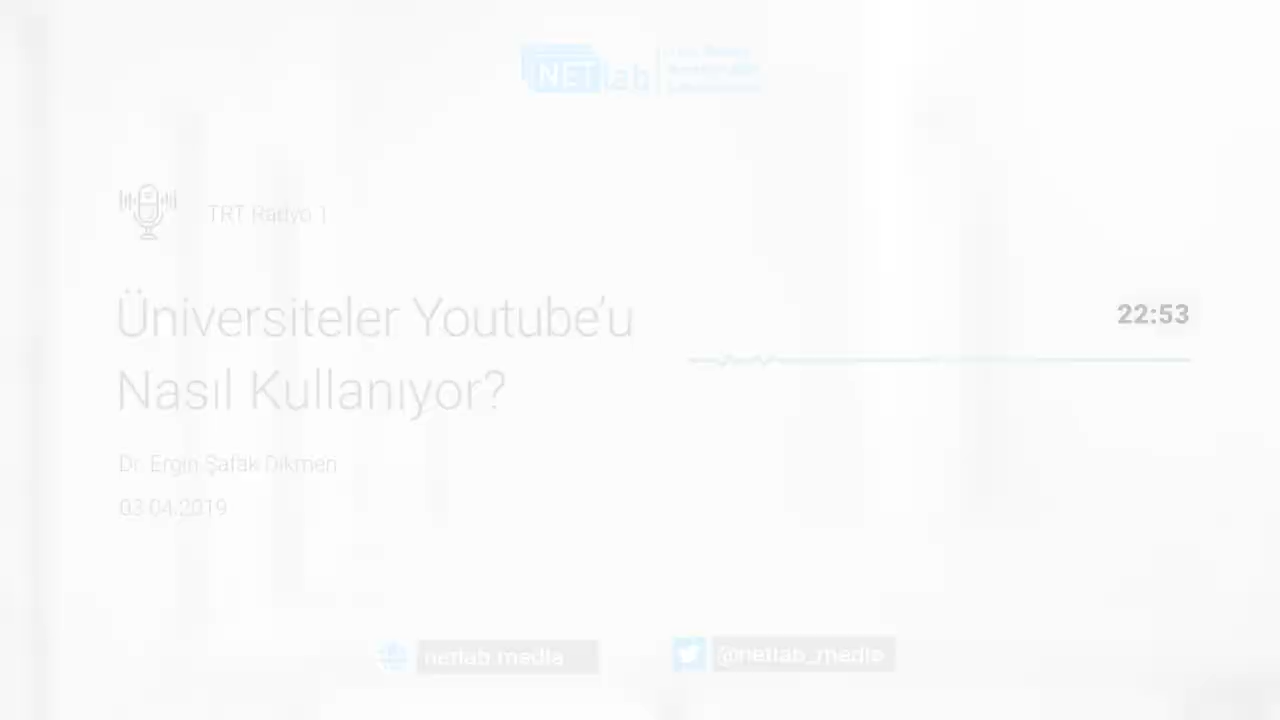 NETlab
TRT Radyo 1
Üniversiteler Youtube'u
Nasıl Kullanıyor?
22:53
Dr. Ergin Şafak Dikmen
03.04.2019
netlab.media
@netlab_media